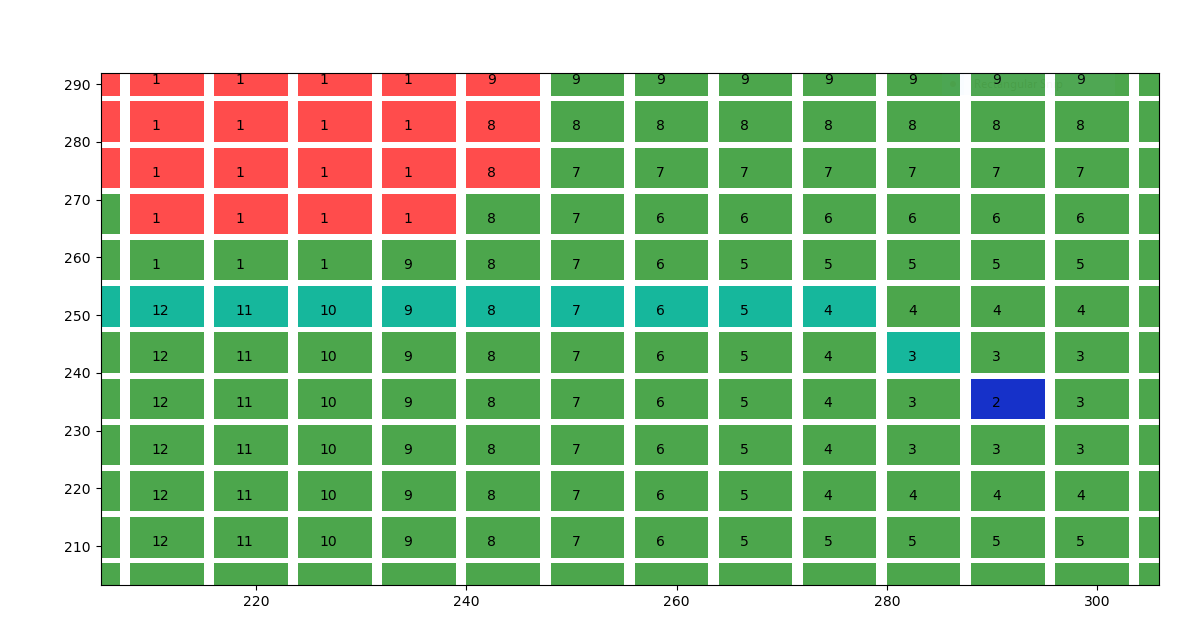 290 1 1 1 1 9 9 9 9 9 9 9 9
1 1 1 1 8 8 8 8 8 8 8 8
280
1 1 1 1 8 7 7 7 7 7 7 7
270
1 1 1 1 8 7 6 6 6 6 6 6
260 1 1 1 9 8 7 6 5 5 5 5 5
250 12 11 10 9 8 7 6 5 4 4 4 4
12 11 10 9 8 7 6 5 4 3 3 3
240
12 11 10 9 8 7 6 5 4 3 2 3
230
12 11 10 9 8 7 6 5 4 3 3 3
220 12 11 10 9 8 7 6 5 4 4 4 4
210 12 11 10 9 8 7 6 5 5 5 5 5
220 240 260 280 300